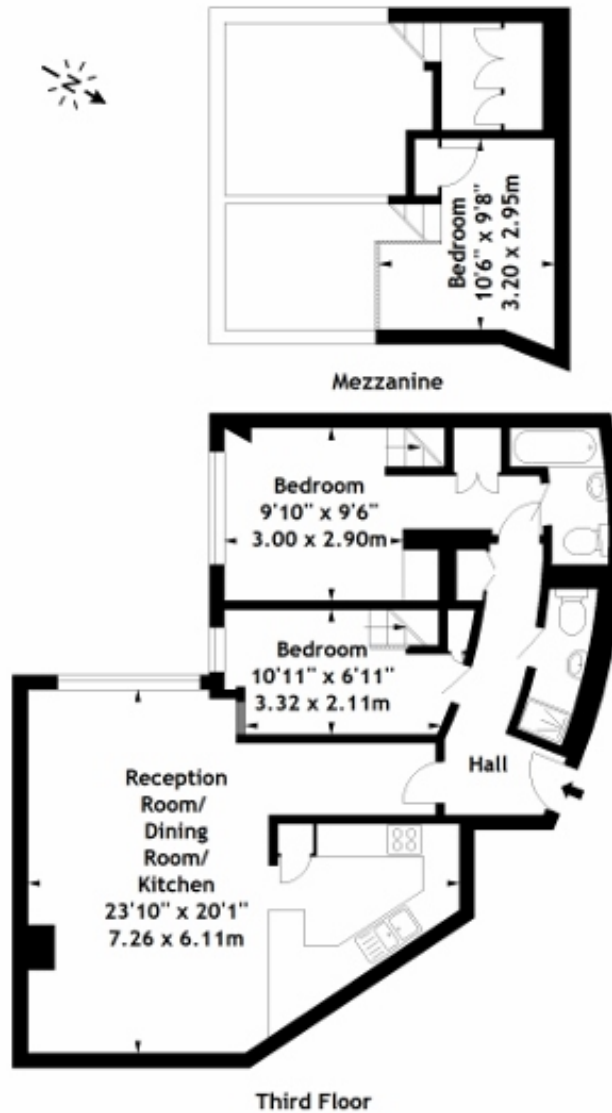 N
Bedroom
10'6" x 9'8"
3.20 x 2.95m
Mezzanine
Bedroom
9'10" x 9'6"
3.00 x 2.90m
Bedroom
10'11" x 6'11"
3.32 x 2.11m
Hall
Reception
Room/
Dining
Room/
Kitchen
23'10" x 20'1"
7.26 x 6.11m
Third Floor